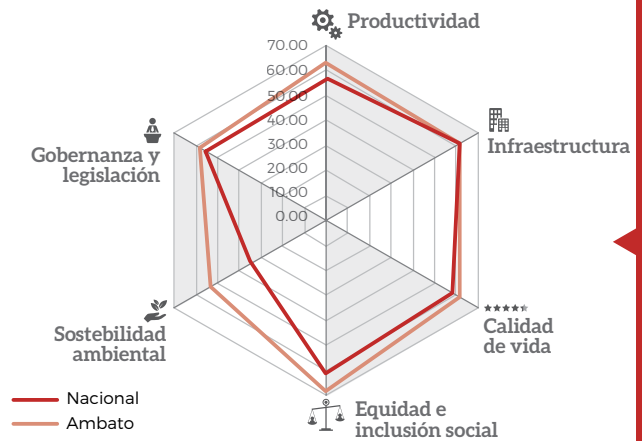 Productividad
70.00
60.00
50.00
40.00
30.00
20.00
10.00
0.00
Infraestructura
Gobernanza y
legislación
Sostebilidad
ambiental
Calidad
de vida
Equidad e
inclusión social
Nacional
Ambato